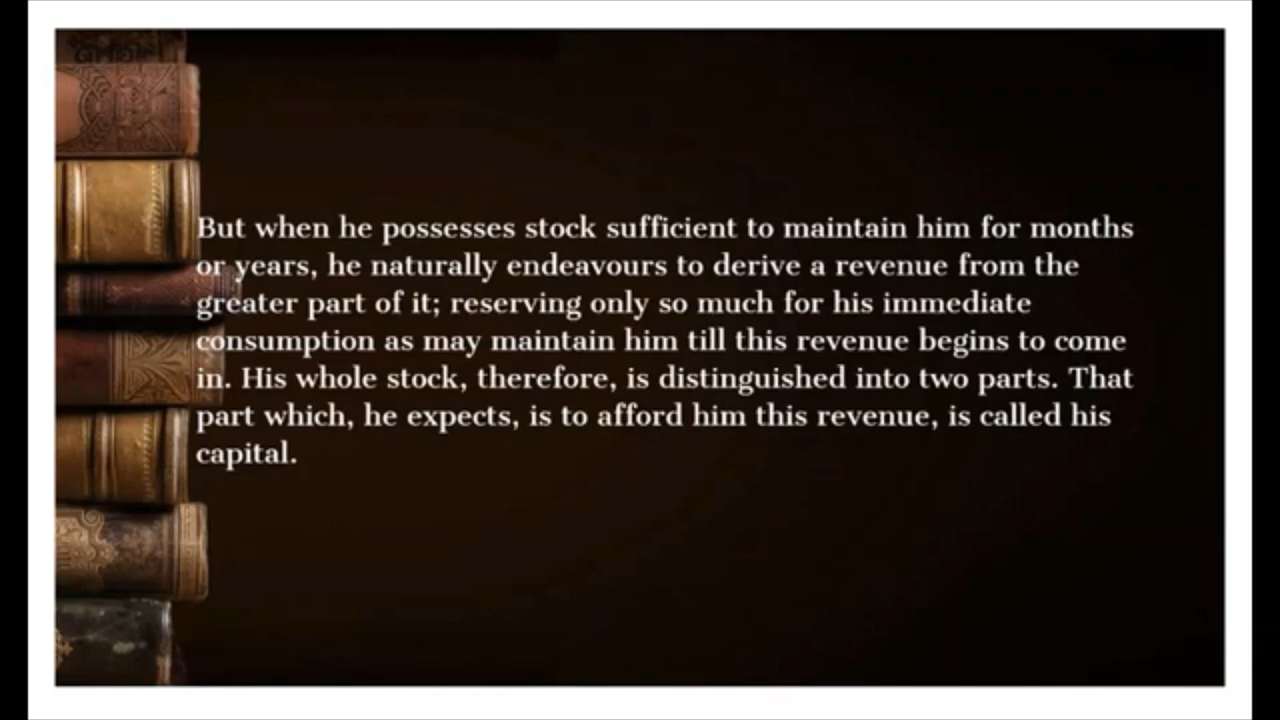 But when he possesses stock sufficient to maintain him for months
or years, he naturally endeavours to derive a revenue from the
greater part of it; reserving only so much for his immediate
consumption as may maintain him till this revenue begins to come
in. His whole stock, therefore, is distinguished into two parts. That
part which, he expects, is to afford him this revenue, is called his
capital.